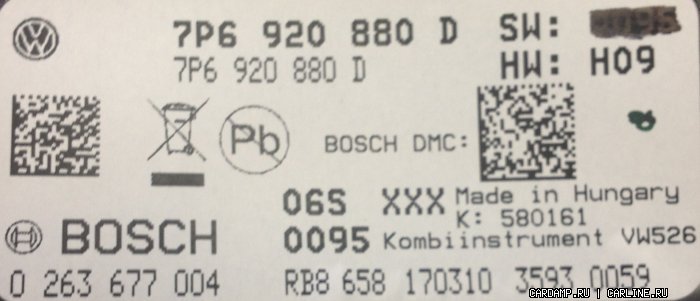 7P6 920 880 D SW:
7P6 920 880 D HW: H09
Pb BOSCH DMC:
06S XXX Made in Hungary
K: 580161
BOSCH 0095 Kombiinstrument VW526
0 263 677 004 RB8 658 170310 3593 0059
CARDAMP.RU | CARLINE.RU